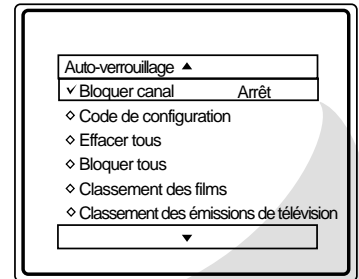 Auto-verrouillage ▲
✓ Bloquer canal Arrêt
◇ Code de configuration
◇ Effacer tous
◇ Bloquer tous
◇ Classement des films
◇ Classement des émissions de télévision
▼